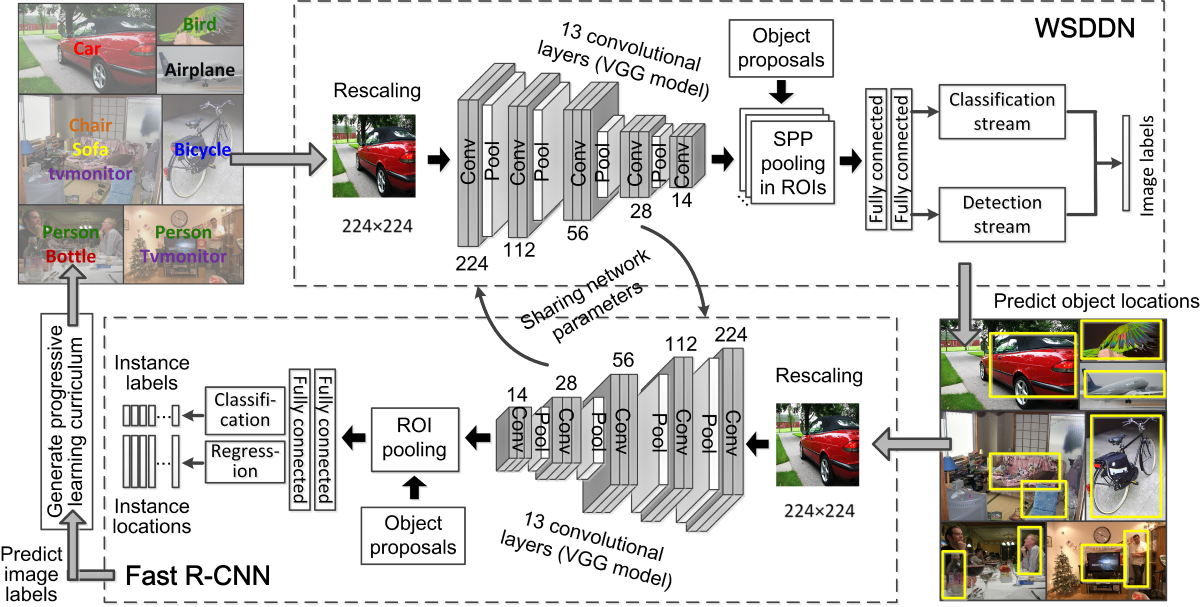 Bird
Car
Airplane
Chair
Sofa
tvmonitor
Bicycle
Person
Bottle
Person
Tvmonitor
WSDDN
13 convolutional
layers (VGG model)
Rescaling
224×224
Conv
Pool
Conv
Pool
Conv
Pool
Conv
Pool
Conv
224
112
56
28
14
Object
proposals
SPP
pooling
in ROIs
Fully connected
Fully connected
Classification
stream
Detection
stream
Image labels
Sharing network
parameters
Predict object locations
Rescaling
224×224
224
112
56
28
14
Conv
Pool
Conv
Pool
Conv
Pool
Conv
Pool
Conv
13 convolutional
layers (VGG model)
ROI
pooling
Object
proposals
Fully connected
Fully connected
Classifi-
cation
Regress-
ion
Instance
labels
Instance
locations
Fast R-CNN
Predict
image
labels
Generate progressive
learning curriculum